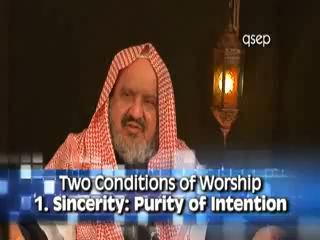 qsep
Two Conditions of Worship
1. Sincerity: Purity of Intention